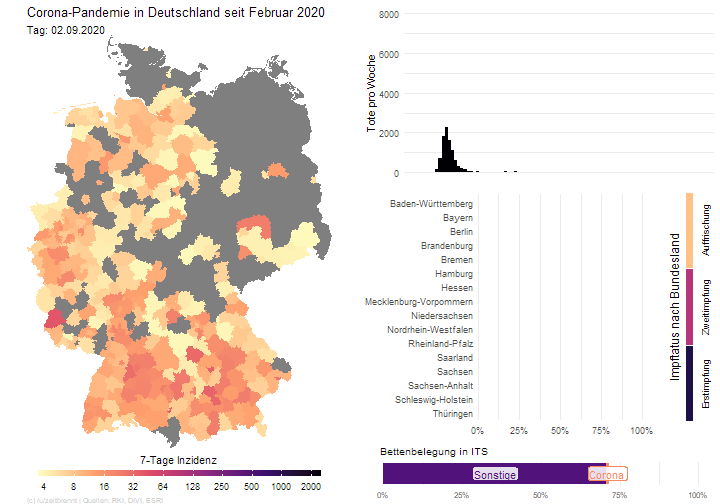 Corona-Pandemie in Deutschland seit Februar 2020
Tag: 02.09.2020
7-Tage Inzidenz
4 8 16 32 64 128 250 500 1000 2000
(c) /u/zeitbrennt | Quellen: RKI, DIVI, ESRI
Tote pro Woche
8000
6000
4000
2000
0
Baden-Württemberg
Bayern
Berlin
Brandenburg
Bremen
Hamburg
Hessen
Mecklenburg-Vorpommern
Niedersachsen
Nordrhein-Westfalen
Rheinland-Pfalz
Saarland
Sachsen
Sachsen-Anhalt
Schleswig-Holstein
Thüringen
0% 25% 50% 75% 100%
Impflatus nach Bundesland
Auffrischung
Zweitimpfung
Erstimpfung
Bettenbelegung in ITS
Sonstige Corona
0% 25% 50% 75% 100%